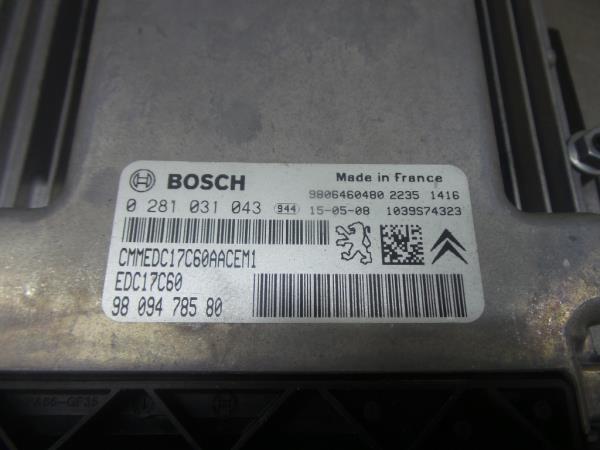 BOSCH
Made in France
9806460480 2235 1416
0 281 031 043 944 15-05-08 1039S74323
CMMEDC17C60AACEM1
EDC17C60
98 094 785 80